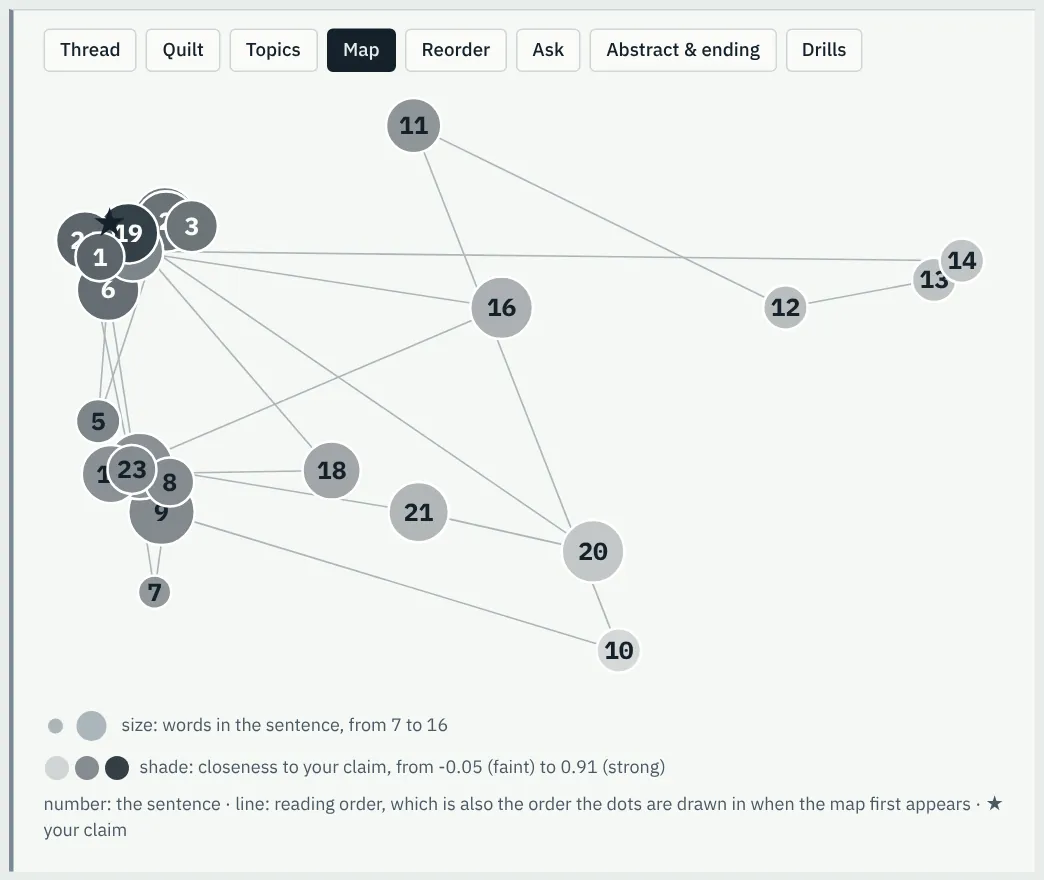 Thread Quilt Topics Map Reorder Ask Abstract & ending Drills
11
2 19 2 3
1
6
14
13
16
12
5
1 23 8
18
9
21
20
7
10
size: words in the sentence, from 7 to 16
shade: closeness to your claim, from -0.05 (faint) to 0.91 (strong)
number: the sentence · line: reading order, which is also the order the dots are drawn in when the map first appears · ★
your claim